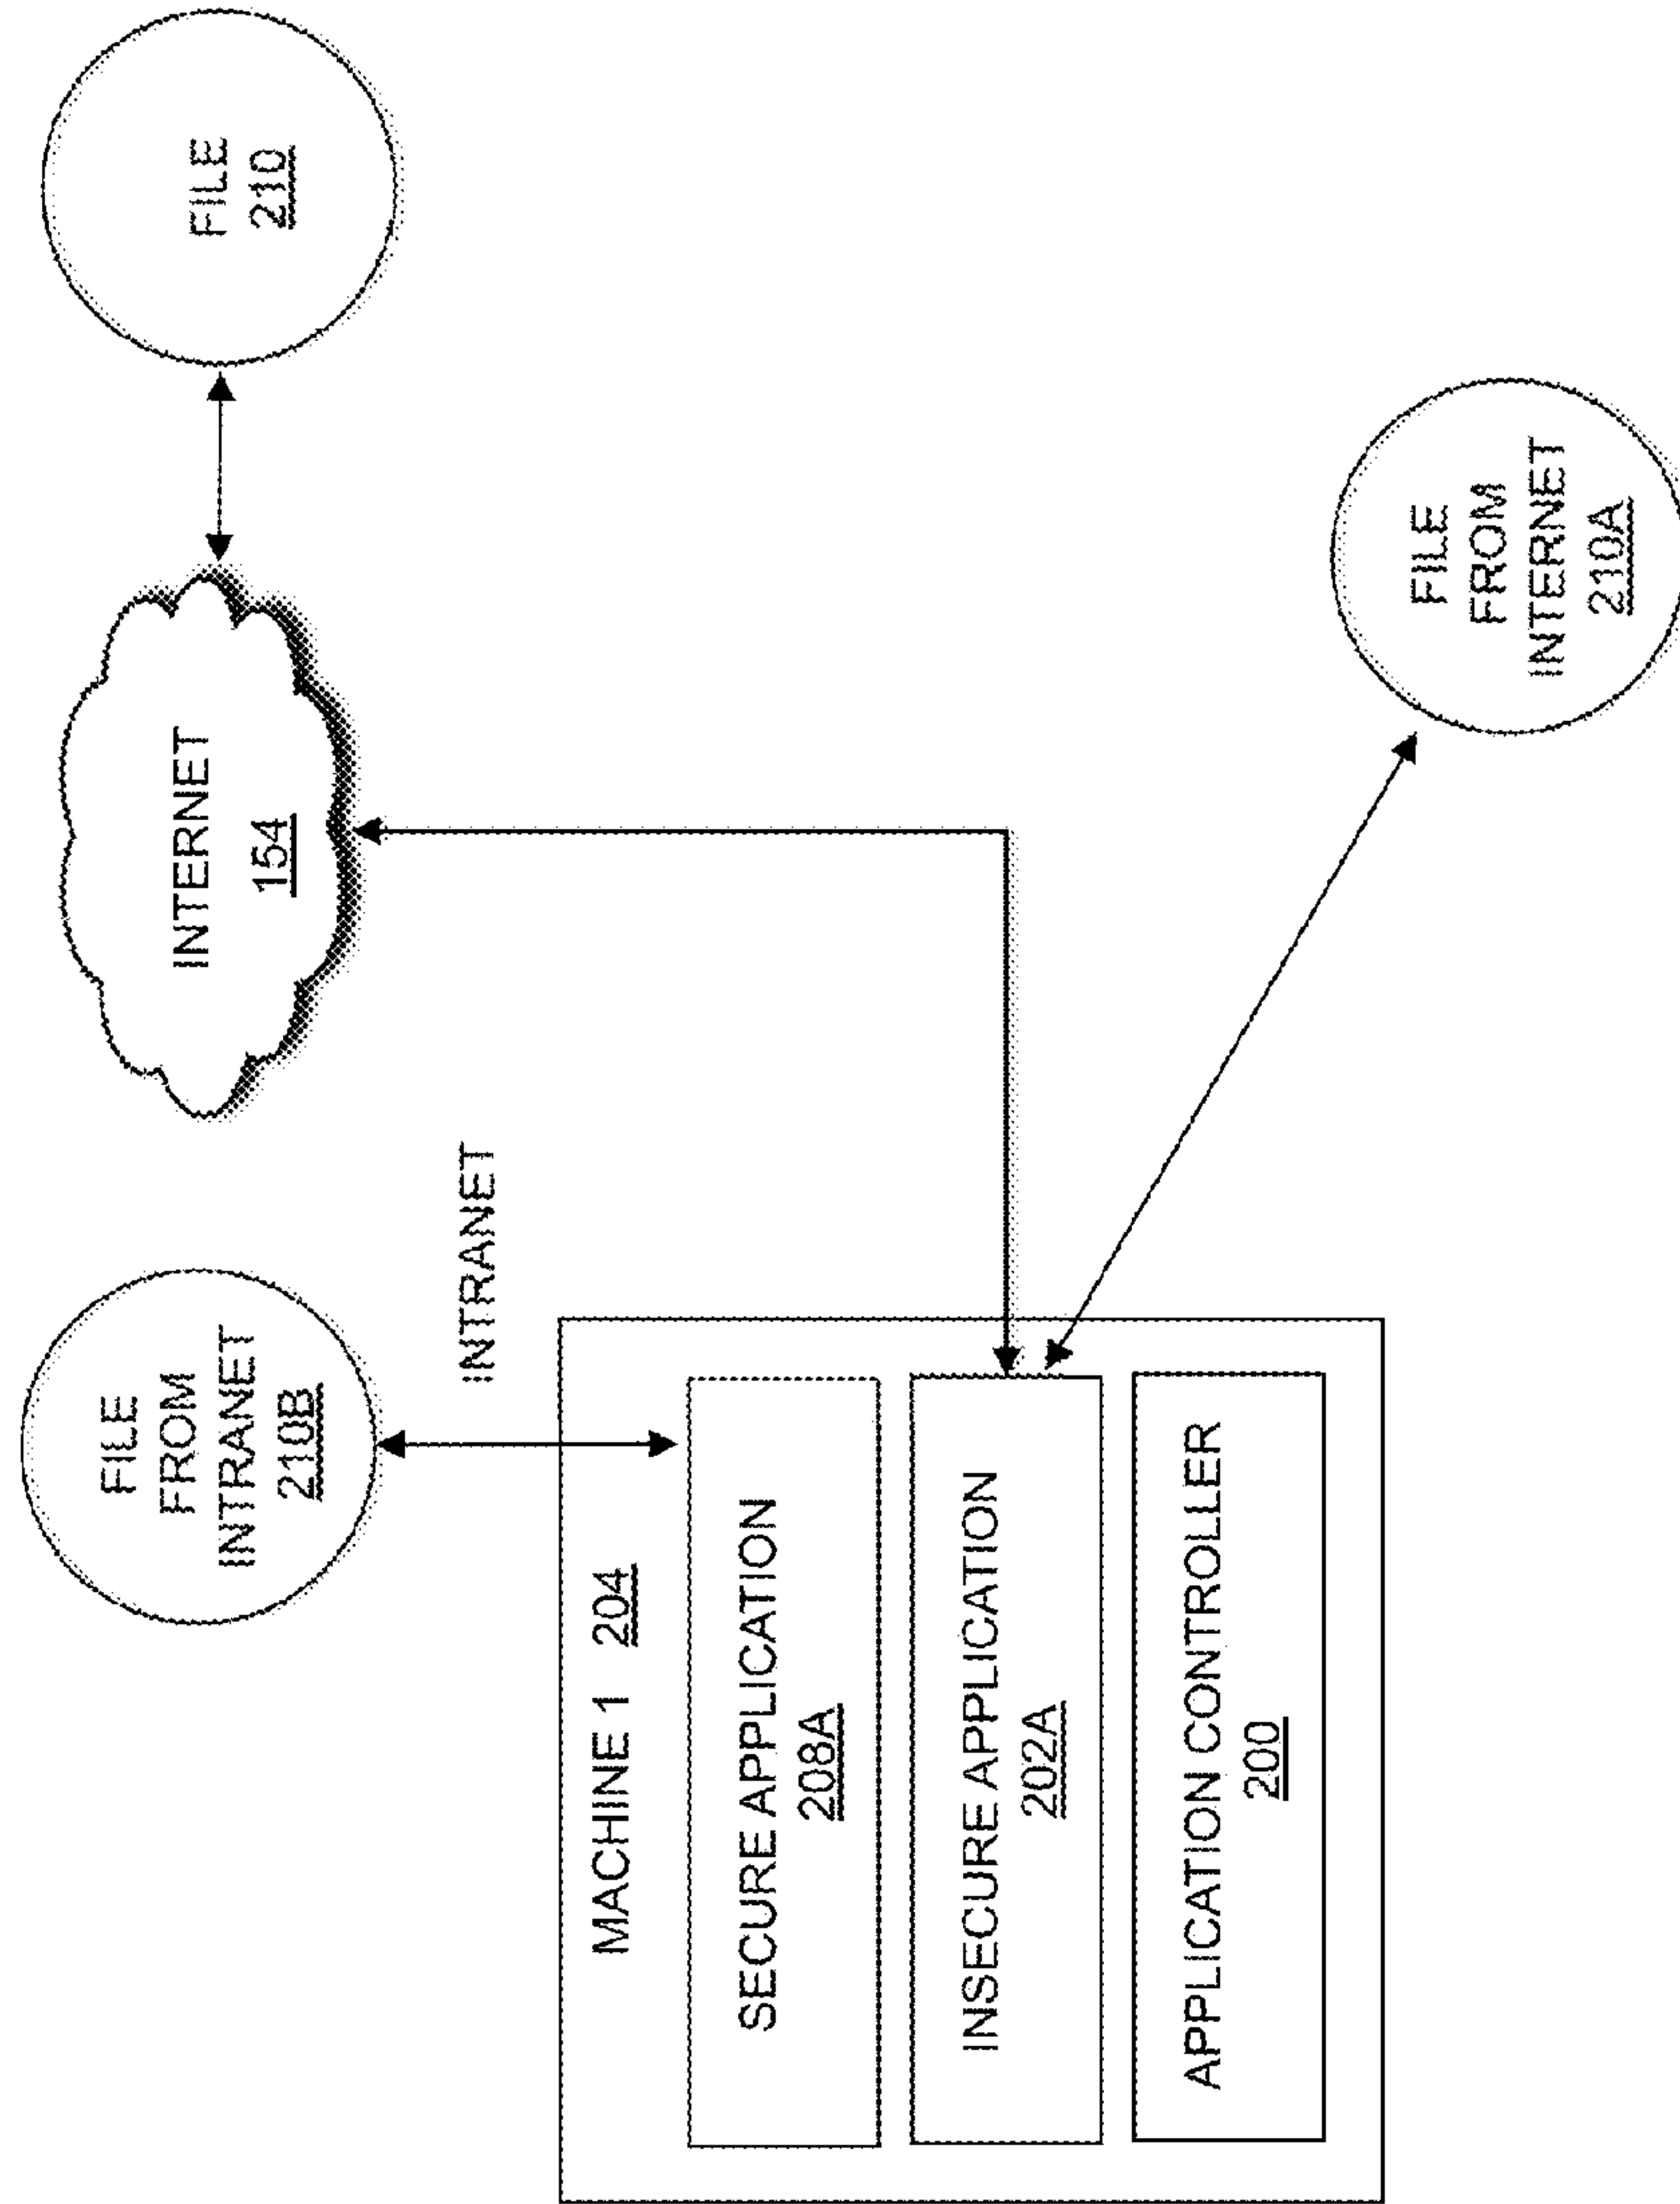 FILE
FROM
INTRANET
210B
INTERNET
154
FILE
210
INTRANET
MACHINE 1 204
SECURE APPLICATION
208A
INSECURE APPLICATION
202A
APPLICATION CONTROLLER
200
FILE
FROM
INTERNET
210A